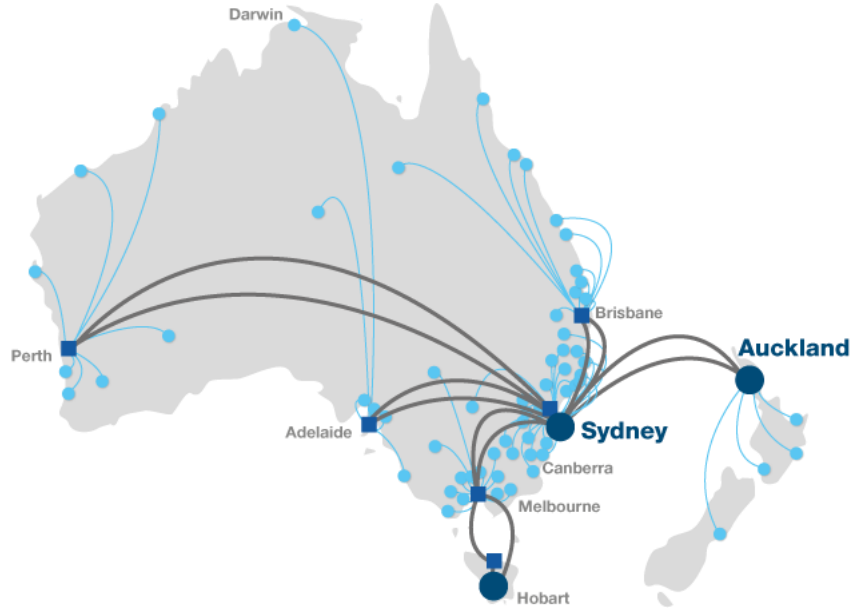 Darwin
Brisbane
Perth
Auckland
Adelaide
Sydney
Canberra
Melbourne
Hobart